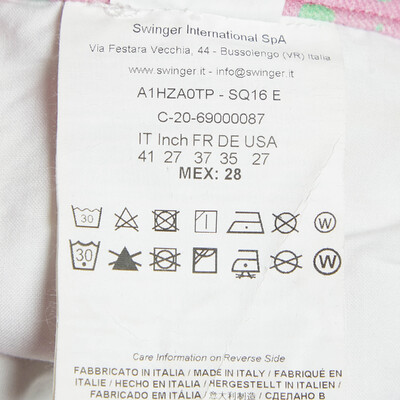 Swinger International SpA
Via Festara Vecchia, 44 - Bussolengo (VR) Italia
www.swinger.it - info@swinger.it
A1HZA0TP - SQ16 E
C-20-69000087
IT Inch FR DE USA
41 27 37 35 27
MEX: 28
30 W
30 W
Care Information on Reverse Side
FABBRICATO IN ITALIA / MADE IN ITALY / FABRIQUÉ EN
ITALIE / HECHO EN ITALIA / HERGESTELLT IN ITALIEN /
FABRICADO EM ITÁLIA / 意大利制造 / СДЕЛАНО В